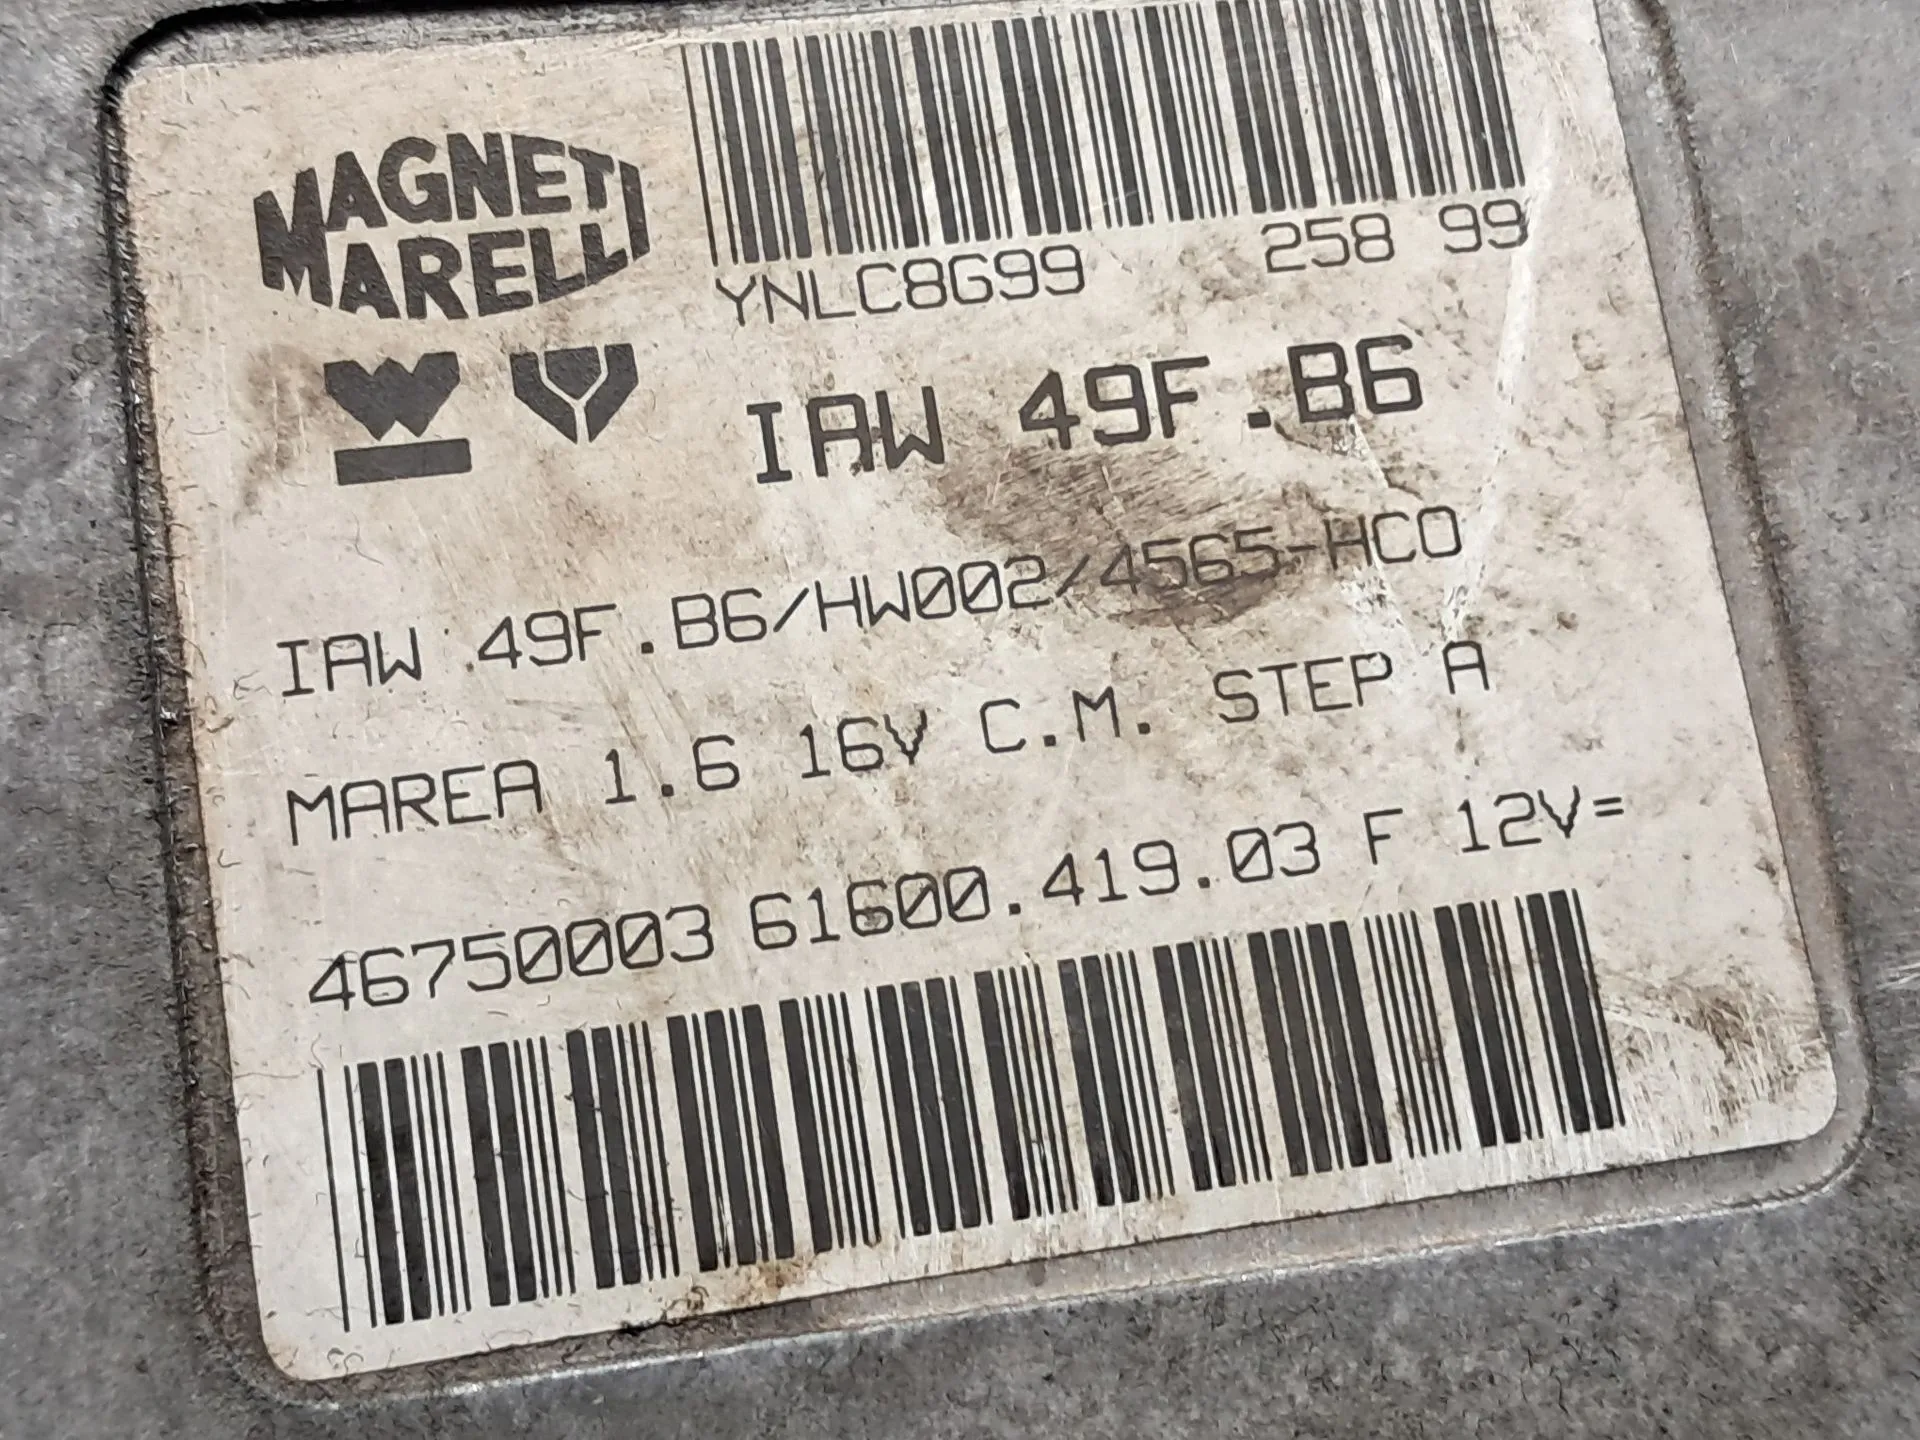 MAGNETI
MARELLI
YNLC8G99 258 99
IAW 49F.B6
IAW 49F.B6/HW002/4565-HCO
MAREA 1.6 16V C.M. STEP A
46750003 61600.419.03 F 12V=